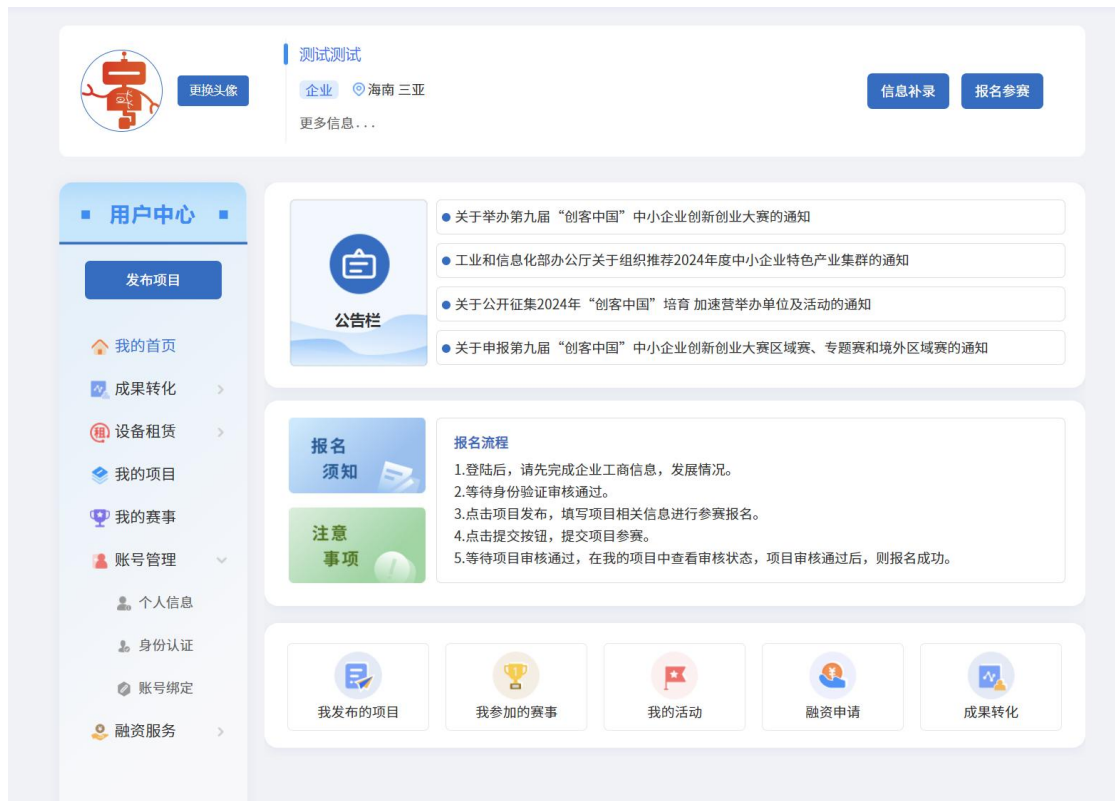 测试测试
更换头像
企业
海南 三亚
信息补录
报名参赛
更多信息...
用户中心
发布项目
我的首页
成果转化
设备租赁
我的项目
我的赛事
账号管理
个人信息
身份认证
账号绑定
融资服务
公告栏
关于举办第九届“创客中国”中小企业创新创业大赛的通知
工业和信息化部办公厅关于组织推荐2024年度中小企业特色产业集群的通知
关于公开征集2024年“创客中国”培育 加速营举办单位及活动的通知
关于申报第九届“创客中国”中小企业创新创业大赛区域赛、专题赛和境外区域赛的通知
报名
须知
注意
事项
报名流程
1.登陆后，请先完成企业工商信息，发展情况。
2.等待身份验证审核通过。
3.点击项目发布，填写项目相关信息进行参赛报名。
4.点击提交按钮，提交项目参赛。
5.等待项目审核通过，在我的项目中查看审核状态，项目审核通过后，则报名成功。
我发布的项目
我参加的赛事
我的活动
融资申请
成果转化